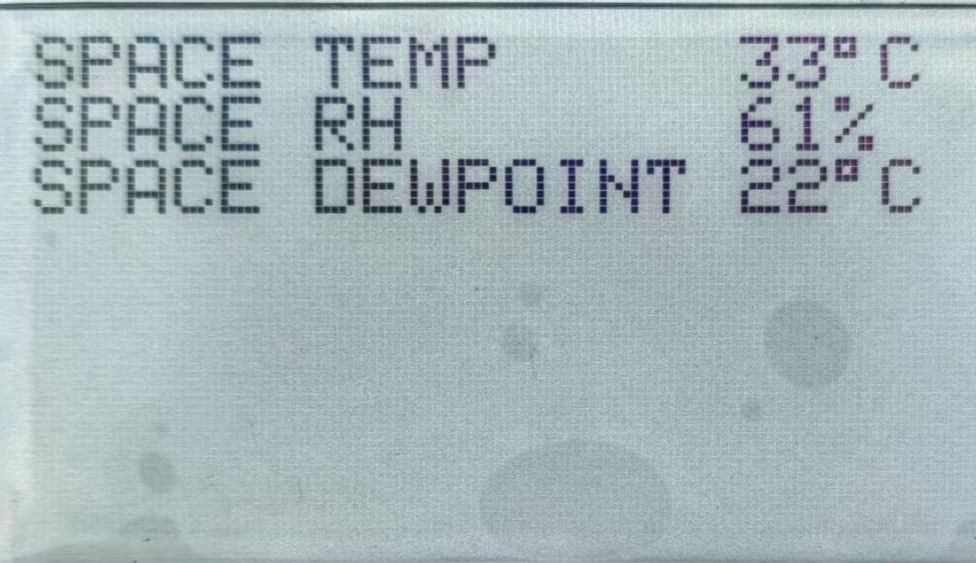 SPACE TEMP 33°C
SPACE RH 61%
SPACE DEWPOINT 22°C